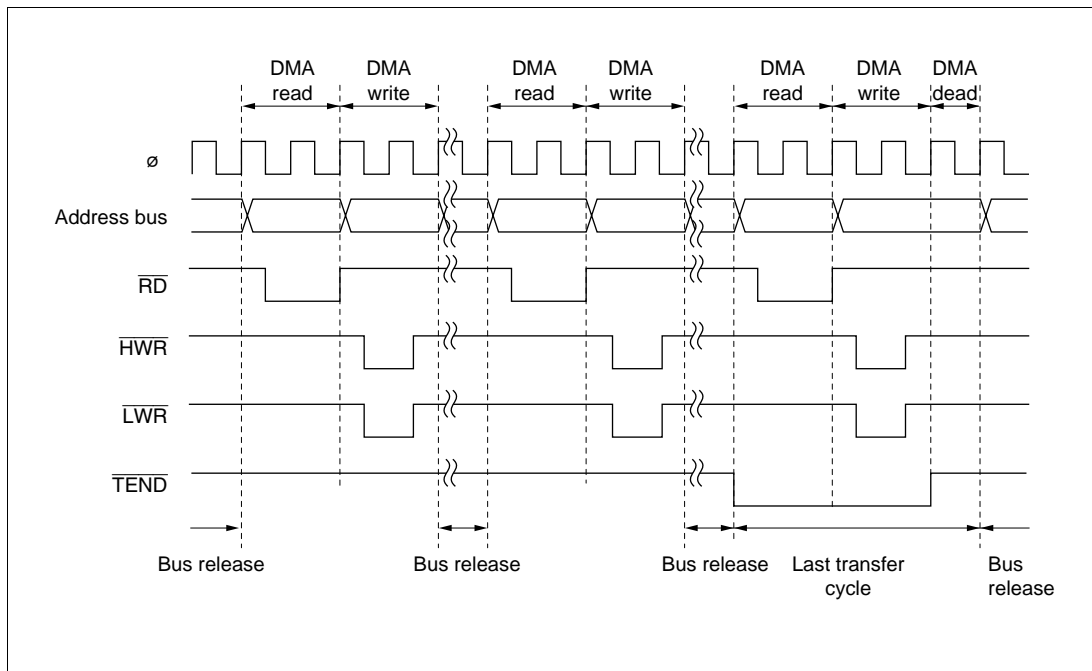 DMA read
DMA write
DMA read
DMA write
DMA read
DMA write
DMA dead
ø
Address bus
RD
HWR
LWR
TEND
Bus release
Bus release
Bus release
Last transfer cycle
Bus release